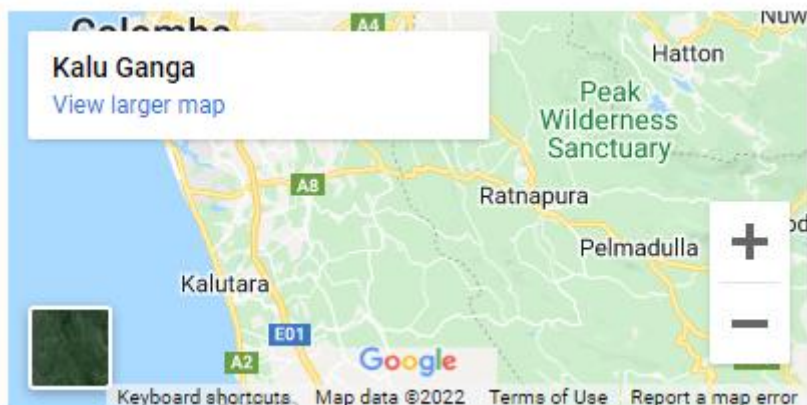 Colombo
A4
Kalu Ganga
View larger map
Hatton
Peak
Wilderness
Sanctuary
A8
Ratnapura
Pelmadulla
Kalutara
E01
A2
Google
Keyboard shortcuts Map data ©2022 Terms of Use Report a map error